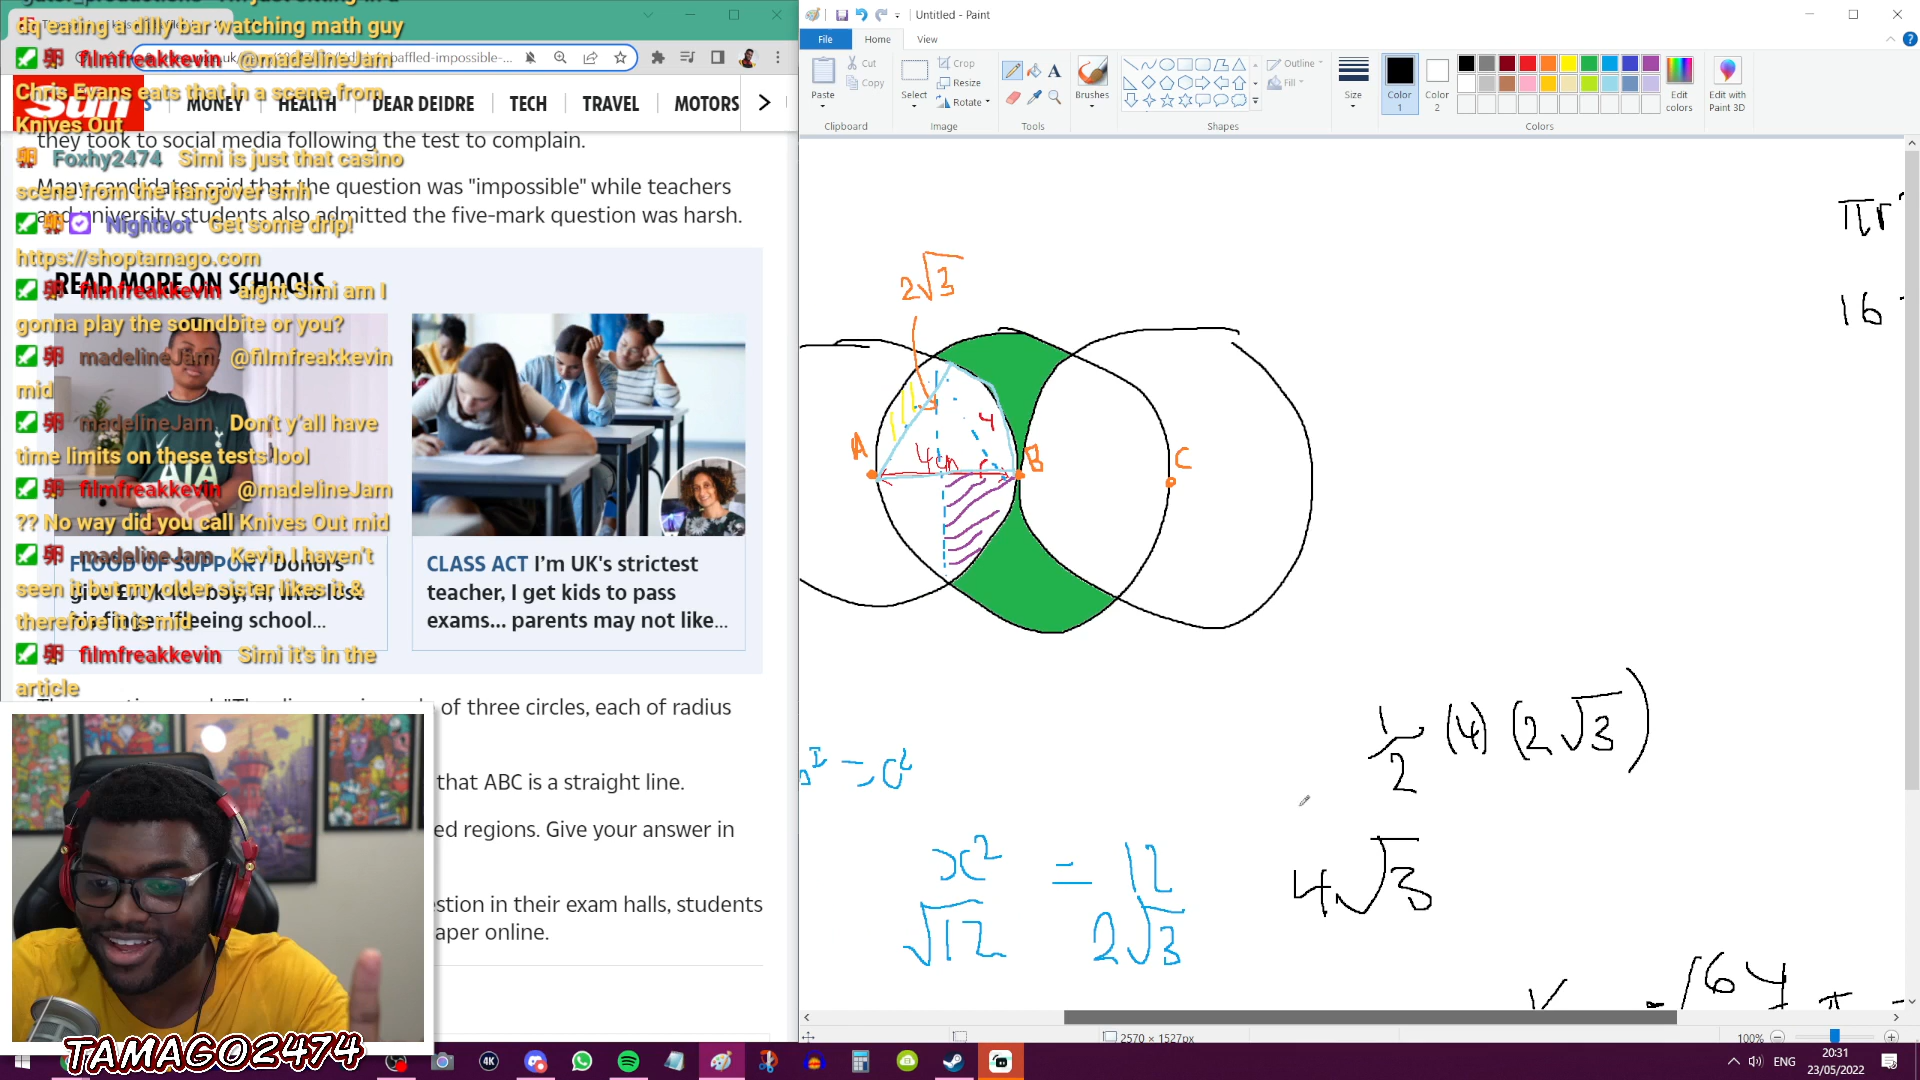 dq eating a dilly bar watching math guy
filmfreakkevin @madelineJam
Chris Evans eats that in a scene from
Knives Out
Foxhy2474 Simi is just that casino
scene from the hangover smh
Nightbot Get some drip!
https://shoptamago.com
filmfreakkevin aight Simi am I
gonna play the soundbite or you?
madelineJam @filmfreakkevin
mid
madelineJam Don't y'all have
time limits on these tests lool
filmfreakkevin @madelineJam
?? No way did you call Knives Out mid
madelineJam Kevin I haven't
seen it but my older sister likes it &
therefore it is mid
filmfreakkevin Simi it's in the
article
baffled-impossible-...
Sun
MONEY
HEALTH
DEAR DEIDRE
TECH
TRAVEL
MOTORS
they took to social media following the test to complain.
Many candidates said that the question was "impossible" while teachers
and university students also admitted the five-mark question was harsh.
READ MORE ON SCHOOLS
FLOOD OF SUPPORT Donors
CLASS ACT I'm UK's strictest
teacher, I get kids to pass
exams... parents may not like...
of three circles, each of radius
that ABC is a straight line.
ed regions. Give your answer in
stion in their exam halls, students
aper online.
TAMAGO2474
Untitled - Paint
File
Home
View
Paste
Cut
Copy
Clipboard
Select
Crop
Resize
Rotate
Image
Tools
Brushes
Shapes
Outline
Fill
Size
Color
1
Color
2
Edit
colors
Edit with
Paint 3D
Colors
πr
16
2√3
A
4cm
4
B
C
½ (4) (2√3)
= c²
x² = 12
√12 2√3
4√3
2570 × 1527px
100%
4K
ENG
20:31
23/05/2022